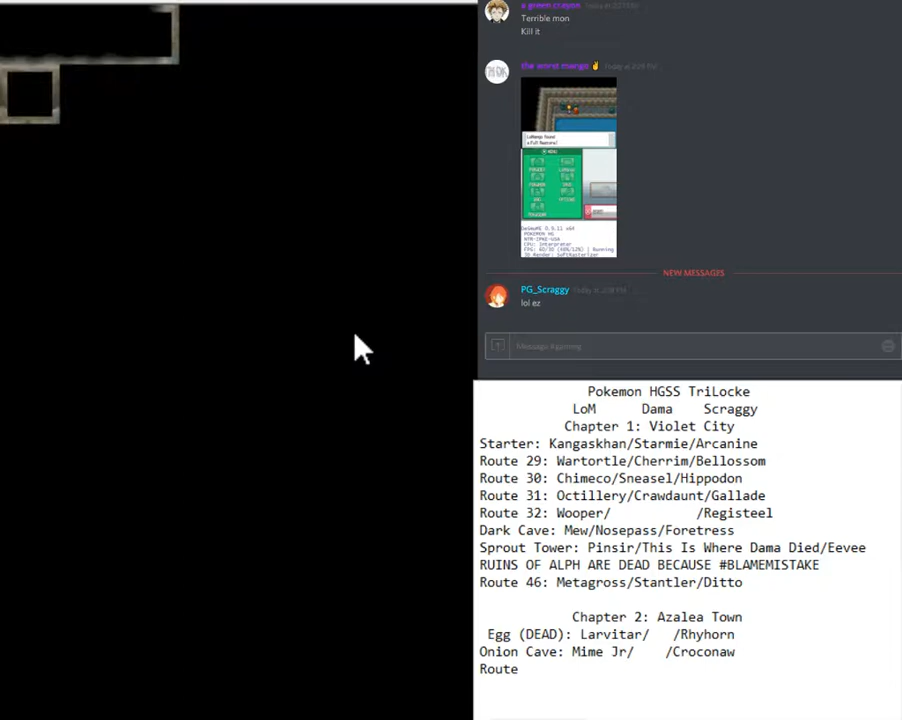 a green crayon
Terrible mon
Kill it
the worst mango ✌
NEW MESSAGES
PG_Scraggy
lol ez
Pokemon HGSS TriLocke
LoM Dama Scraggy
Chapter 1: Violet City
Starter: Kangaskhan/Starmie/Arcanine
Route 29: Wartortle/Cherrim/Bellossom
Route 30: Chimeco/Sneasel/Hippodon
Route 31: Octillery/Crawdaunt/Gallade
Route 32: Wooper/ /Registeel
Dark Cave: Mew/Nosepass/Foretress
Sprout Tower: Pinsir/This Is Where Dama Died/Eevee
RUINS OF ALPH ARE DEAD BECAUSE #BLAMEMISTAKE
Route 46: Metagross/Stantler/Ditto
Chapter 2: Azalea Town
Egg (DEAD): Larvitar/ /Rhyhorn
Onion Cave: Mime Jr/ /Croconaw
Route